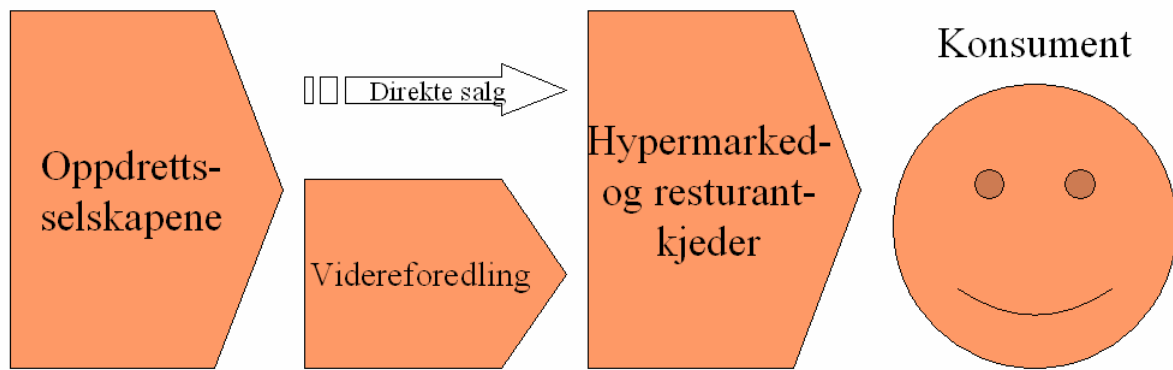 Oppdretts-
selskapene
Direkte salg
Videreforedling
Hypermarked-
og resturant-
kjeder
Konsument